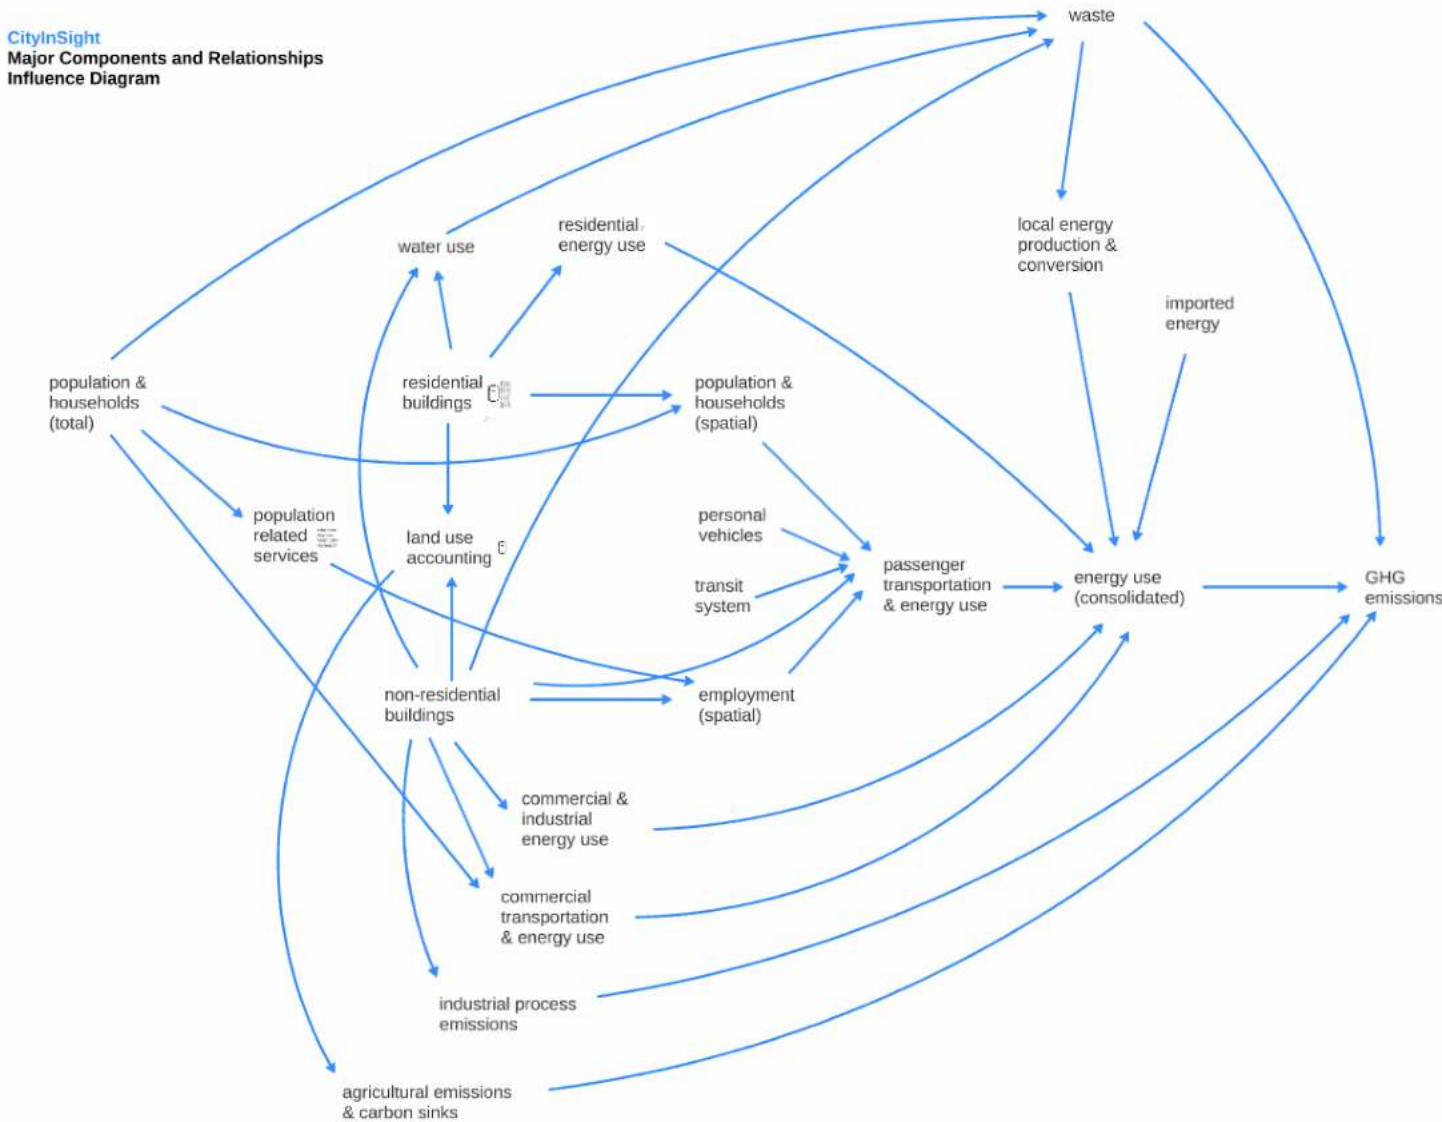 CityInSight
Major Components and Relationships
Influence Diagram
waste
water use
residential
energy use
local energy
production &
conversion
imported
energy
population &
households
(total)
residential
buildings
population &
households
(spatial)
population
related
services
land use
accounting
personal
vehicles
transit
system
passenger
transportation
& energy use
energy use
(consolidated)
GHG
emissions
non-residential
buildings
employment
(spatial)
commercial &
industrial
energy use
commercial
transportation
& energy use
industrial process
emissions
agricultural emissions
& carbon sinks